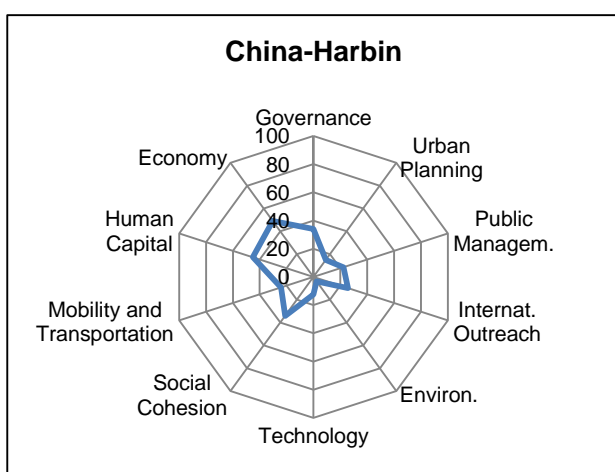 China-Harbin
Governance
Urban
Planning
Public
Managem.
Internat.
Outreach
Environ.
Technology
Social
Cohesion
Mobility and
Transportation
Human
Capital
Economy
100
80
60
40
20
0